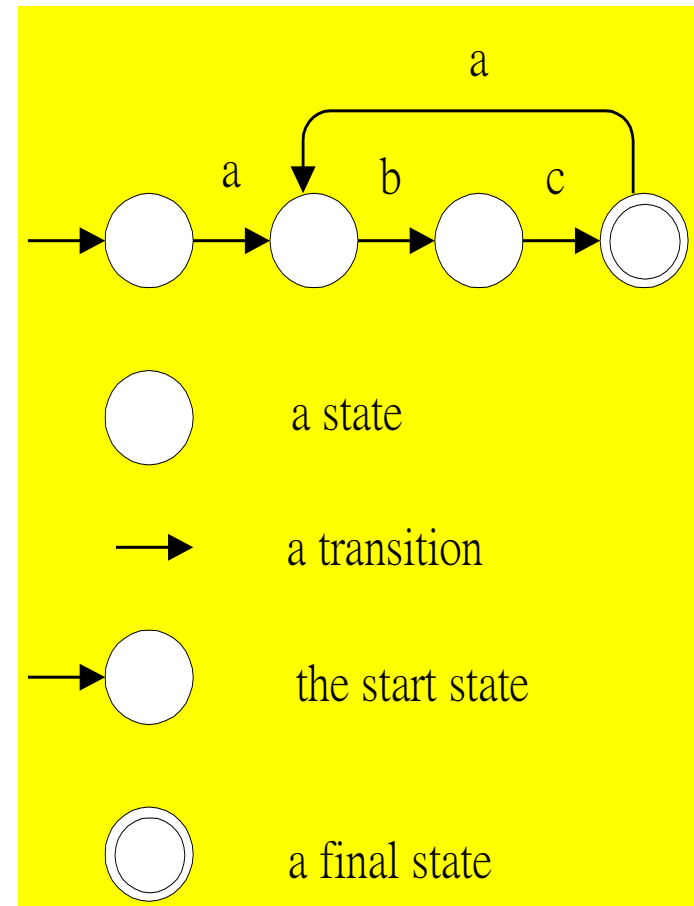 a
a b c
a state
a transition
the start state
a final state